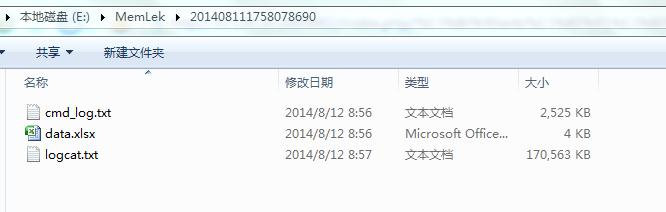 本地磁盘 (E:) MemLek 201408111758078690
共享 新建文件夹
名称 修改日期 类型 大小
cmd_log.txt 2014/8/12 8:56 文本文档 2,525 KB
data.xlsx 2014/8/12 8:56 Microsoft Office... 4 KB
logcat.txt 2014/8/12 8:57 文本文档 170,563 KB